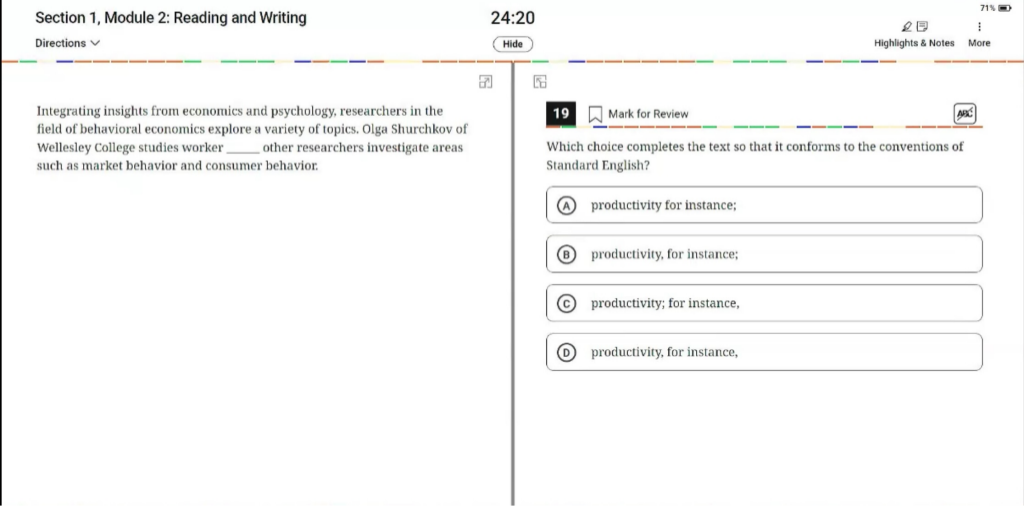 Section 1, Module 2: Reading and Writing
24:20
71%
Directions
Hide
Highlights & Notes
More
Integrating insights from economics and psychology, researchers in the
field of behavioral economics explore a variety of topics. Olga Shurchkov of
Wellesley College studies worker _____ other researchers investigate areas
such as market behavior and consumer behavior.
19
Mark for Review
ABC
Which choice completes the text so that it conforms to the conventions of
Standard English?
A productivity for instance;
B productivity, for instance;
C productivity; for instance,
D productivity, for instance,